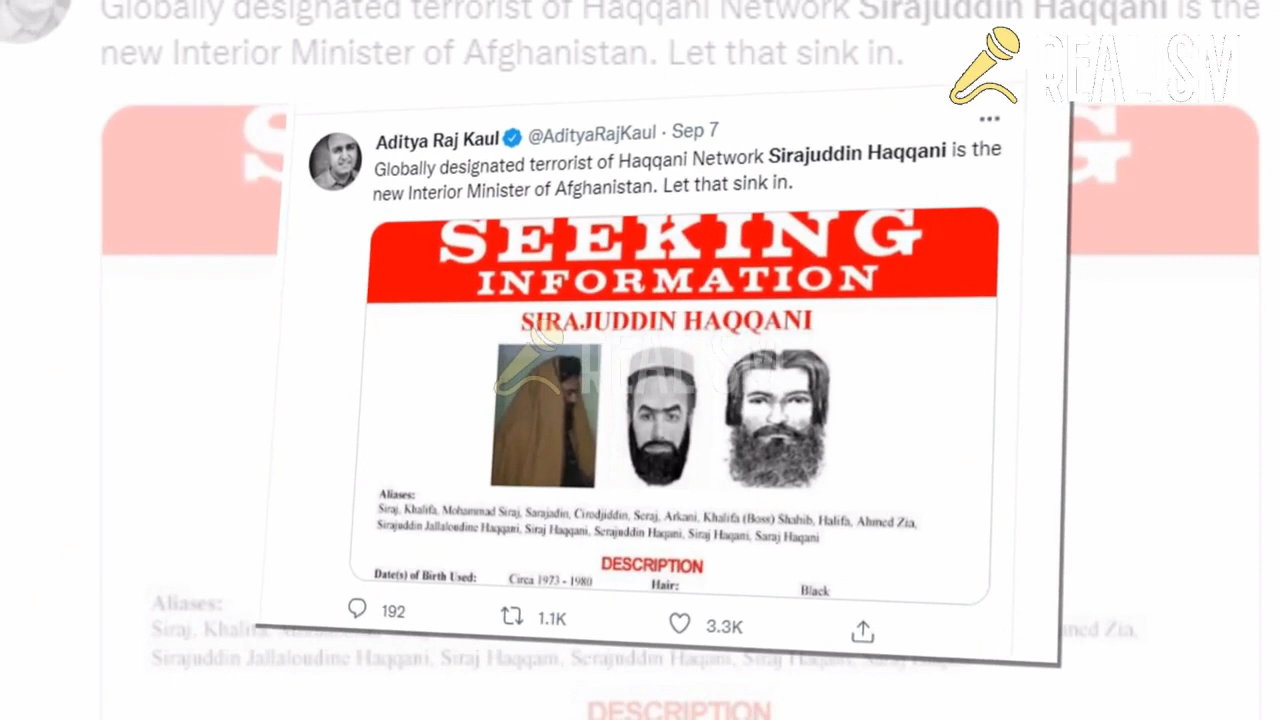 Globally designated terrorist of Haqqani Network Sirajuddin Haqqani is the
new Interior Minister of Afghanistan. Let that sink in.
REALISM
Aditya Raj Kaul @AdityaRajKaul · Sep 7
Globally designated terrorist of Haqqani Network Sirajuddin Haqqani is the
new Interior Minister of Afghanistan. Let that sink in.
SEEKING
INFORMATION
SIRAJUDDIN HAQQANI
REALISM
Aliases:
Siraj, Khalifa, Mohammad Siraj, Sarajadin, Cirodjiddin, Seraj, Arkani, Khalifa (Boss) Shahib, Halifa, Ahmed Zia,
Sirajuddin Jallaloudine Haqqani, Siraj Haqqani, Serajuddin Haqani, Siraj Haqani, Saraj Haqani
DESCRIPTION
Date(s) of Birth Used: Circa 1973 - 1980 Hair: Black
192 1.1K 3.3K
Aliases:
Siraj, Khalifa, Zia,
Sirajuddin Jallaloudine Haqqani, Siraj Haqqani, Serajuddin Haqani, Siraj Haqani,
DESCRIPTION